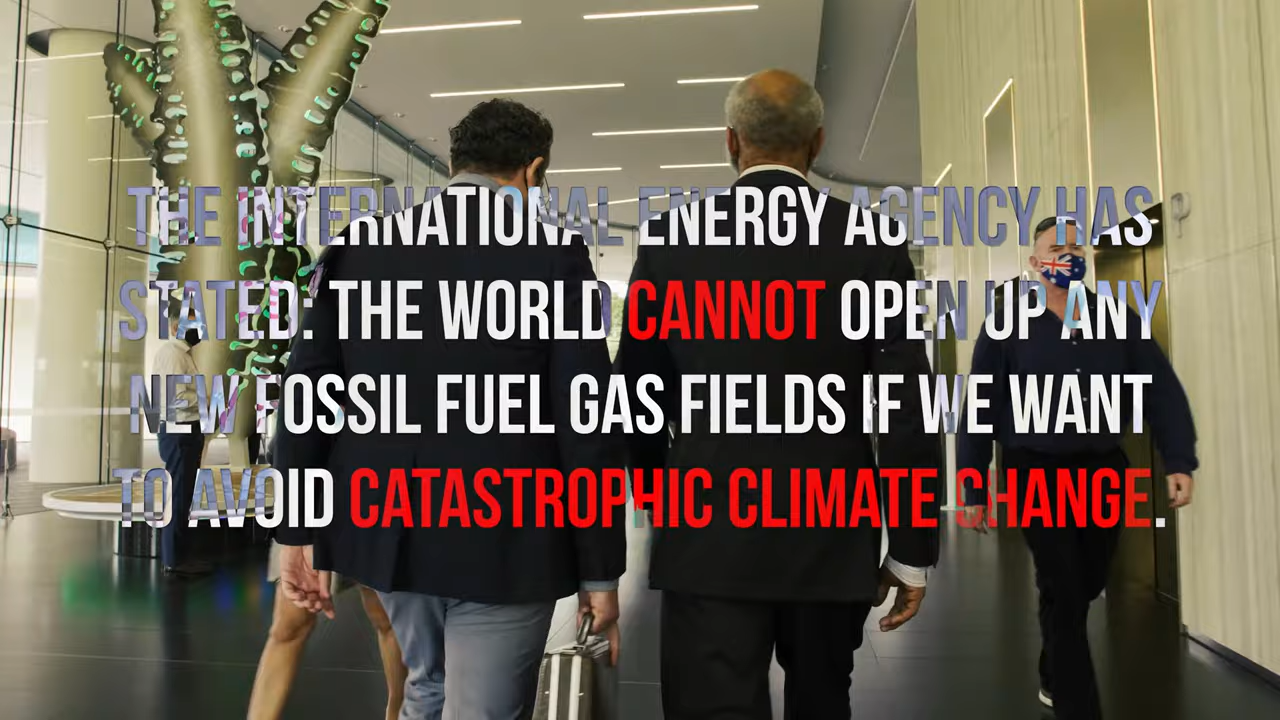 THE INTERNATIONAL ENERGY AGENCY HAS
STATED: THE WORLD CANNOT OPEN UP ANY
NEW FOSSIL FUEL GAS FIELDS IF WE WANT
TO AVOID CATASTROPHIC CLIMATE CHANGE.